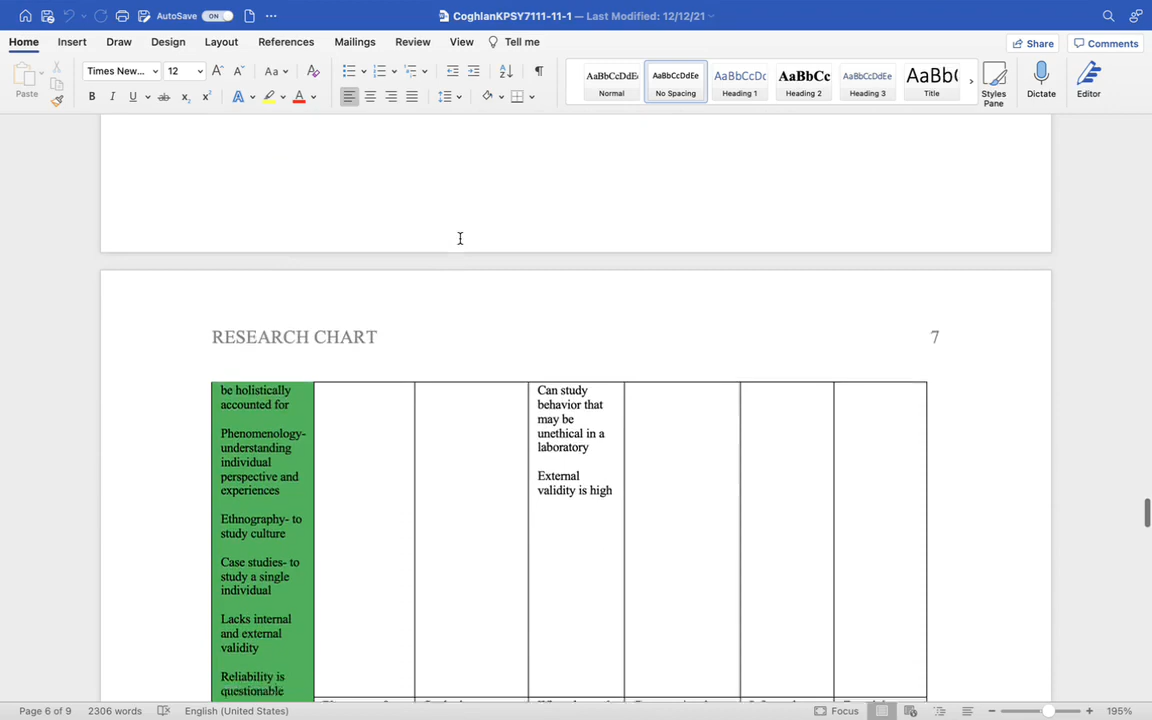 AutoSave ON
CoghlanKPSY7111-11-1 — Last Modified: 12/12/21
Home Insert Draw Design Layout References Mailings Review View Tell me
Share Comments
Paste
Times New... 12 Aa
B I U ab x₂ x² A A
AaBbCcDdEe AaBbCcDdEe AaBbCcDc AaBbCc AaBbCcDdEe AaBb(
Normal No Spacing Heading 1 Heading 2 Heading 3 Title
Styles
Pane
Dictate
Editor
RESEARCH CHART 7
be holistically
accounted for
Phenomenology-
understanding
individual
perspective and
experiences
Ethnography- to
study culture
Case studies- to
study a single
individual
Lacks internal
and external
validity
Reliability is
questionable
Can study
behavior that
may be
unethical in a
laboratory
External
validity is high
Page 6 of 9 2306 words English (United States) Focus 195%